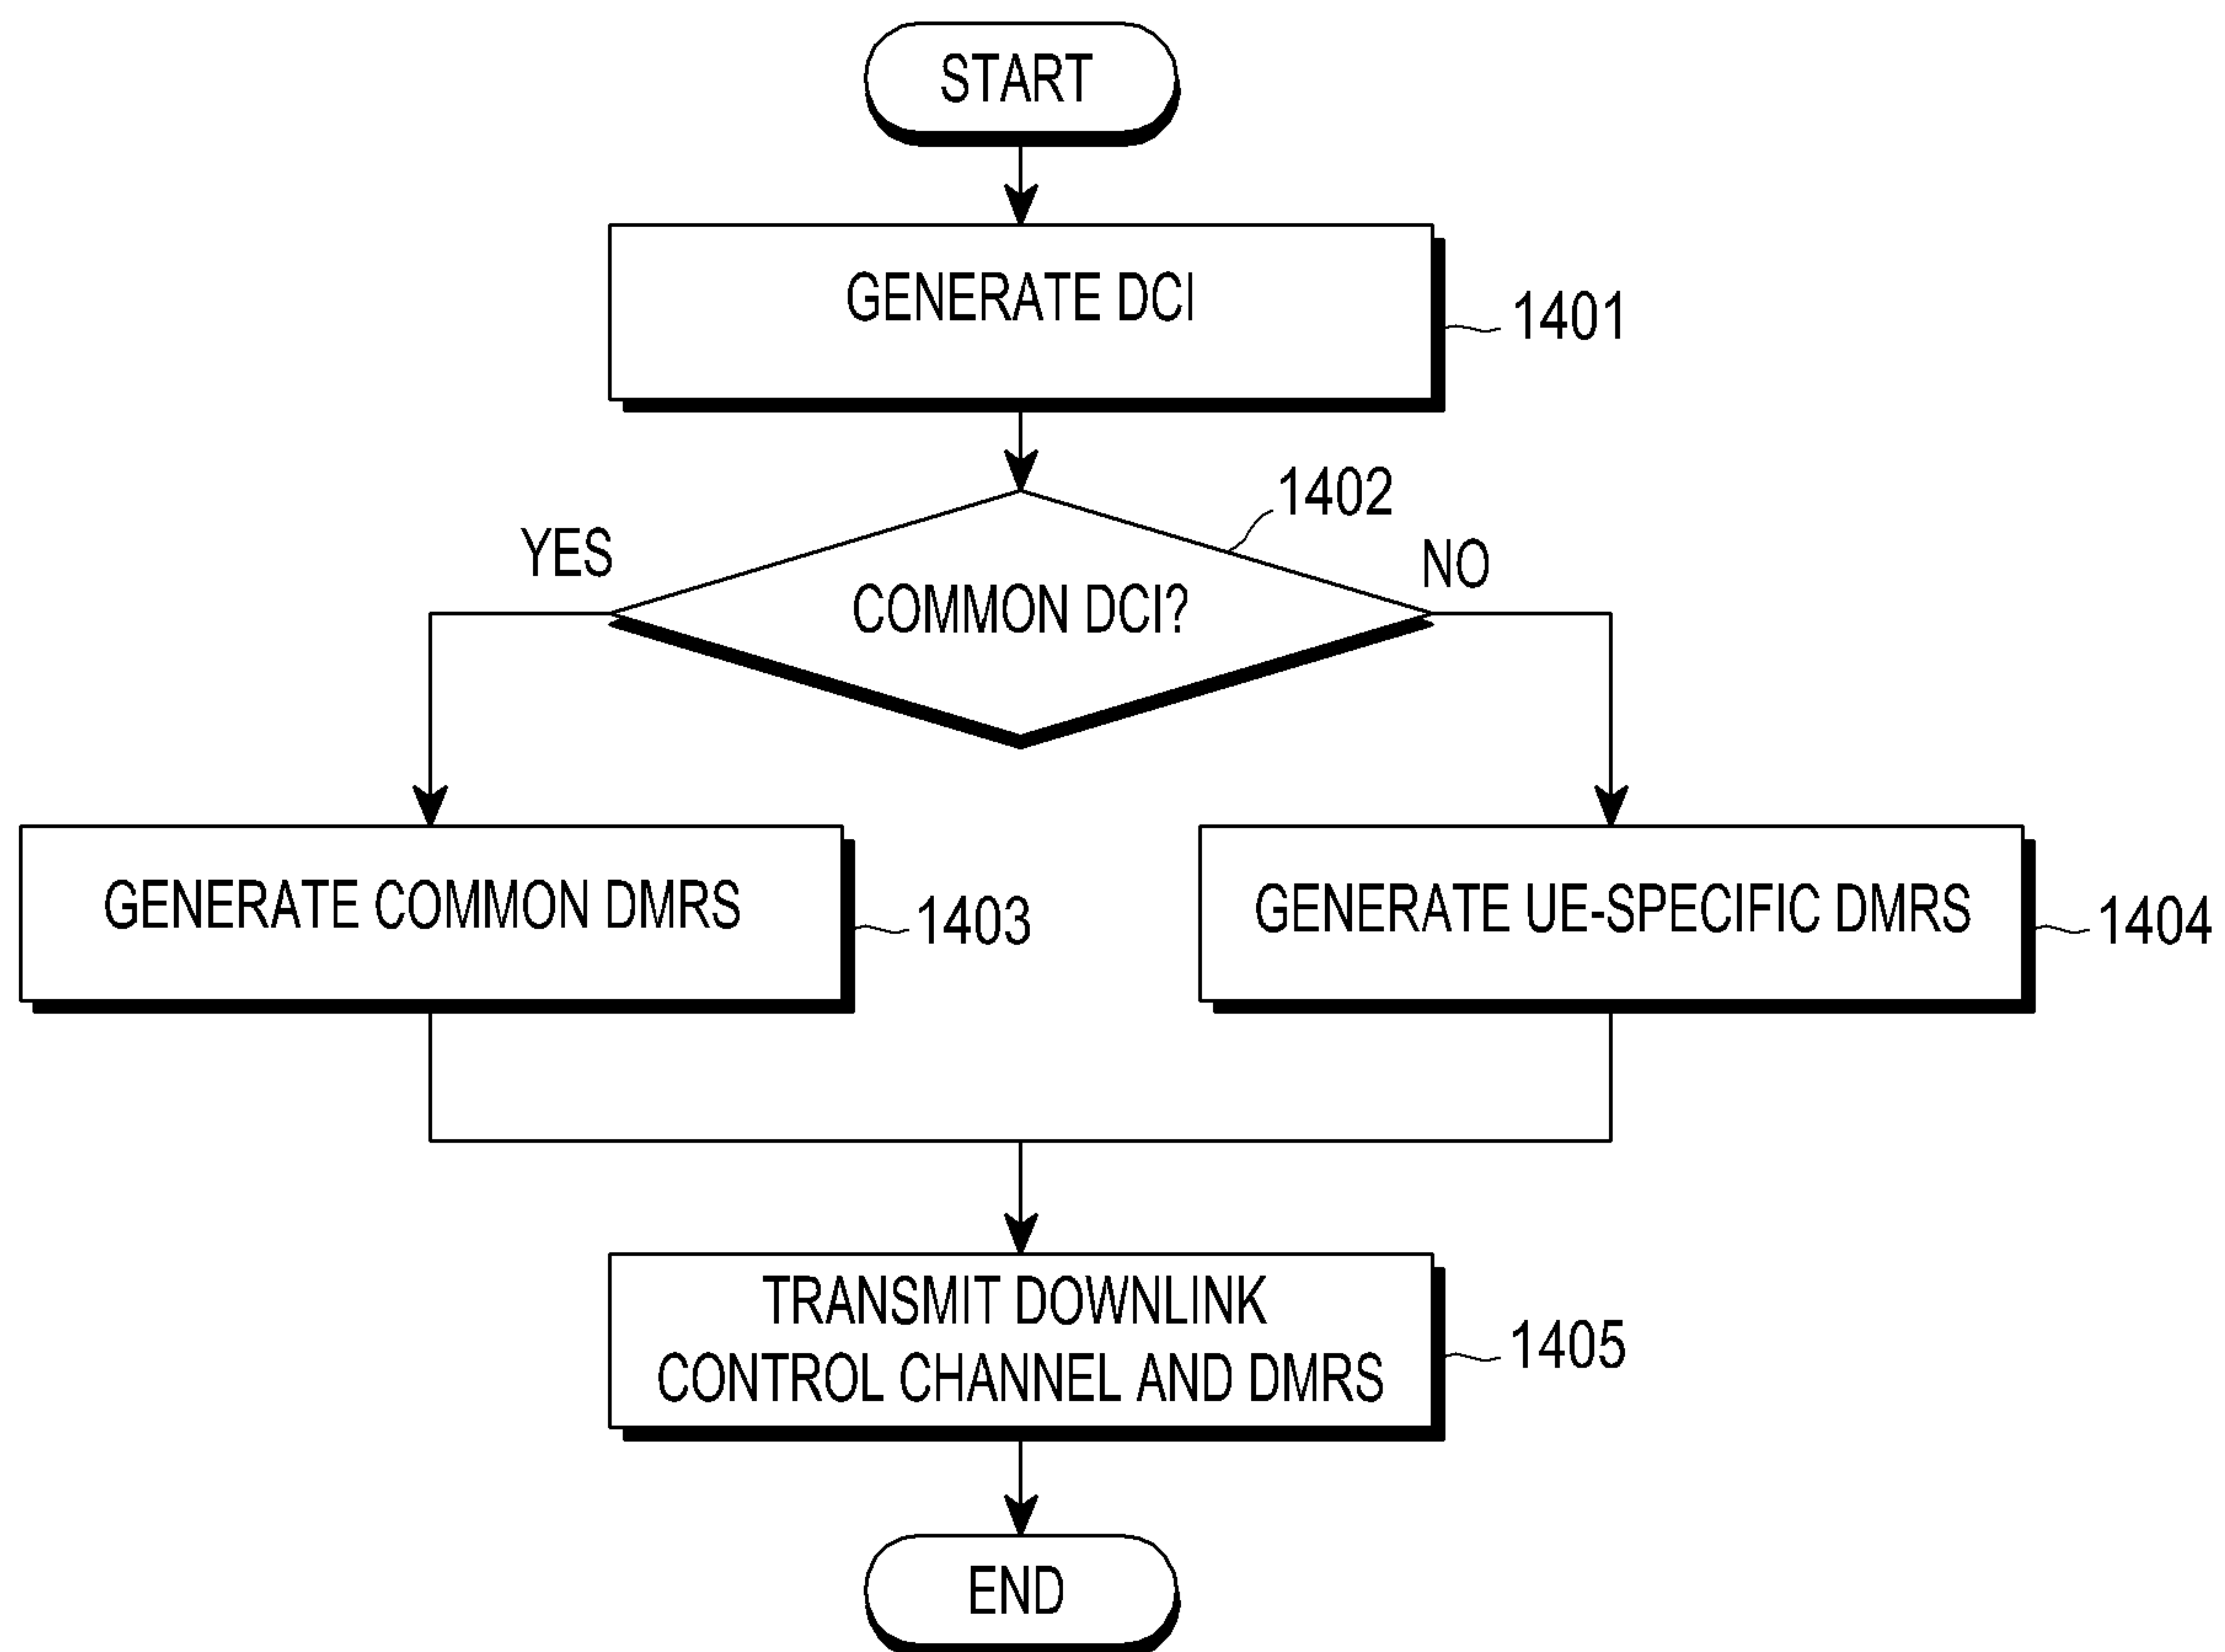 START
GENERATE DCI
1401
1402
YES
NO
COMMON DCI?
GENERATE COMMON DMRS
1403
GENERATE UE-SPECIFIC DMRS
1404
TRANSMIT DOWNLINK
CONTROL CHANNEL AND DMRS
1405
END